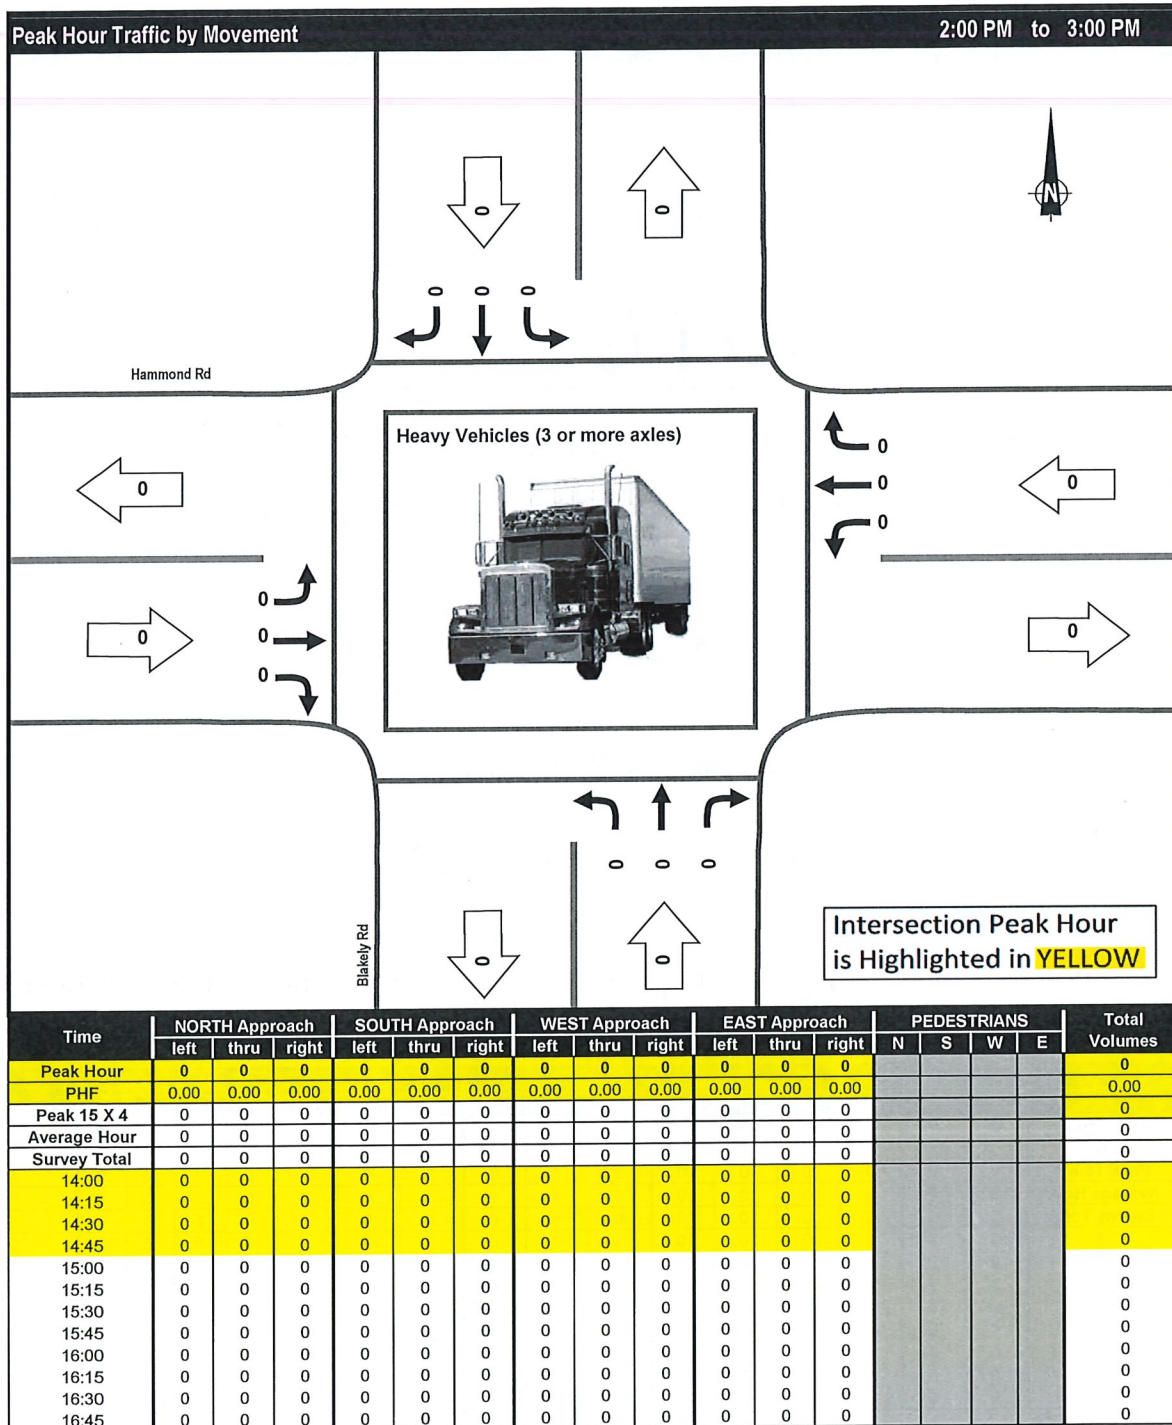 Peak Hour Traffic by Movement 2:00 PM to 3:00 PM
N
0 0
0 0 0
Hammond Rd
Heavy Vehicles (3 or more axles)
0
0 0 0
0
0
0
0 0 0
0
0 0 0
Blakely Rd
0 0
Intersection Peak Hour
is Highlighted in YELLOW
Time NORTH Approach SOUTH Approach WEST Approach EAST Approach PEDESTRIANS Total Volumes
left thru right left thru right left thru right left thru right N S W E
Peak Hour 0 0 0 0 0 0 0 0 0 0 0 0 0
PHF 0.00 0.00 0.00 0.00 0.00 0.00 0.00 0.00 0.00 0.00 0.00 0.00 0.00
Peak 15 X 4 0 0 0 0 0 0 0 0 0 0 0 0 0
Average Hour 0 0 0 0 0 0 0 0 0 0 0 0 0
Survey Total 0 0 0 0 0 0 0 0 0 0 0 0 0
14:00 0 0 0 0 0 0 0 0 0 0 0 0 0
14:15 0 0 0 0 0 0 0 0 0 0 0 0 0
14:30 0 0 0 0 0 0 0 0 0 0 0 0 0
14:45 0 0 0 0 0 0 0 0 0 0 0 0 0
15:00 0 0 0 0 0 0 0 0 0 0 0 0 0
15:15 0 0 0 0 0 0 0 0 0 0 0 0 0
15:30 0 0 0 0 0 0 0 0 0 0 0 0 0
15:45 0 0 0 0 0 0 0 0 0 0 0 0 0
16:00 0 0 0 0 0 0 0 0 0 0 0 0 0
16:15 0 0 0 0 0 0 0 0 0 0 0 0 0
16:30 0 0 0 0 0 0 0 0 0 0 0 0 0
16:45 0 0 0 0 0 0 0 0 0 0 0 0 0